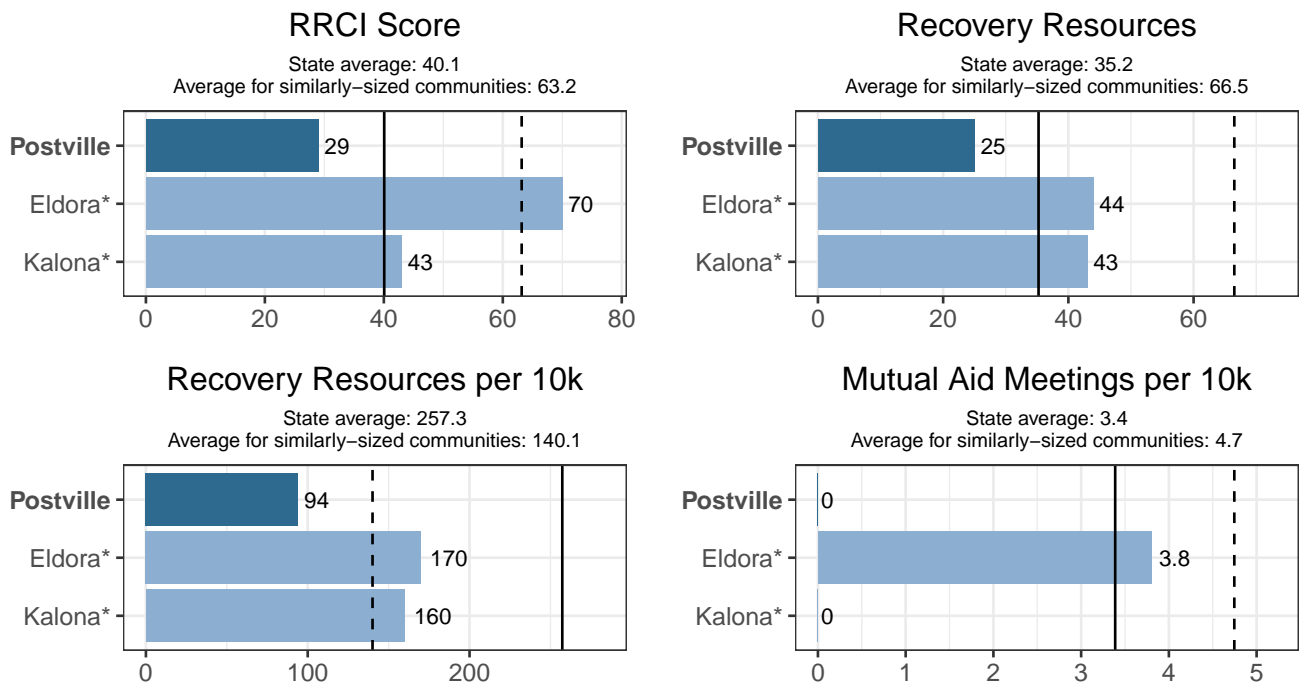 RRCI Score
State average: 40.1
Average for similarly−sized communities: 63.2
Postville
29
Eldora*
70
Kalona*
43
0 20 40 60 80
Recovery Resources
State average: 35.2
Average for similarly−sized communities: 66.5
Postville
25
Eldora*
44
Kalona*
43
0 20 40 60
Recovery Resources per 10k
State average: 257.3
Average for similarly−sized communities: 140.1
Postville
94
Eldora*
170
Kalona*
160
0 100 200
Mutual Aid Meetings per 10k
State average: 3.4
Average for similarly−sized communities: 4.7
Postville
0
Eldora*
3.8
Kalona*
0
0 1 2 3 4 5